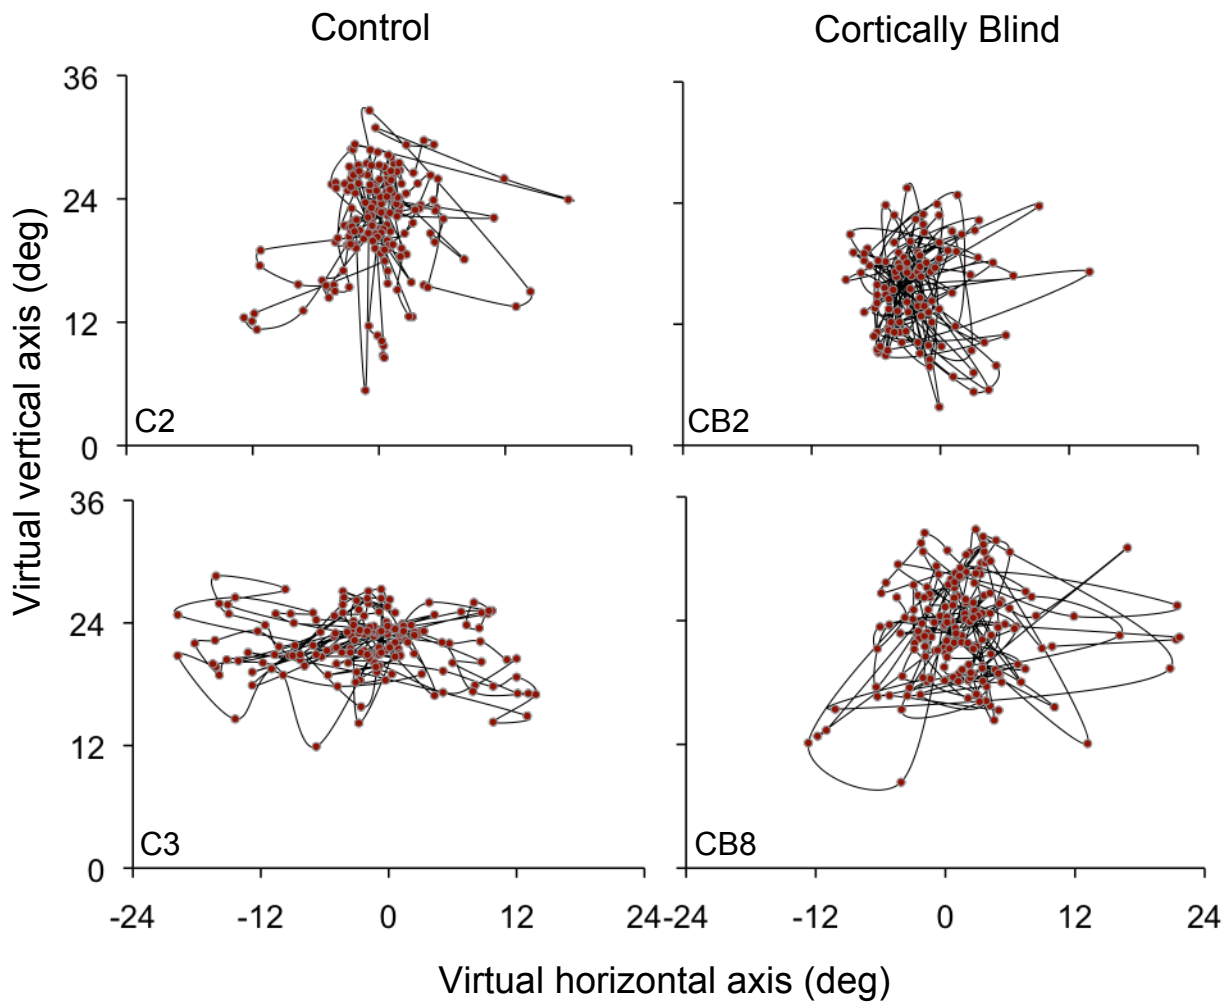 Control
Cortically Blind
36
24
12
0
C2
CB2
Virtual vertical axis (deg)
36
24
12
0
C3
CB8
-24 -12 0 12 24
-24 -12 0 12 24
Virtual horizontal axis (deg)